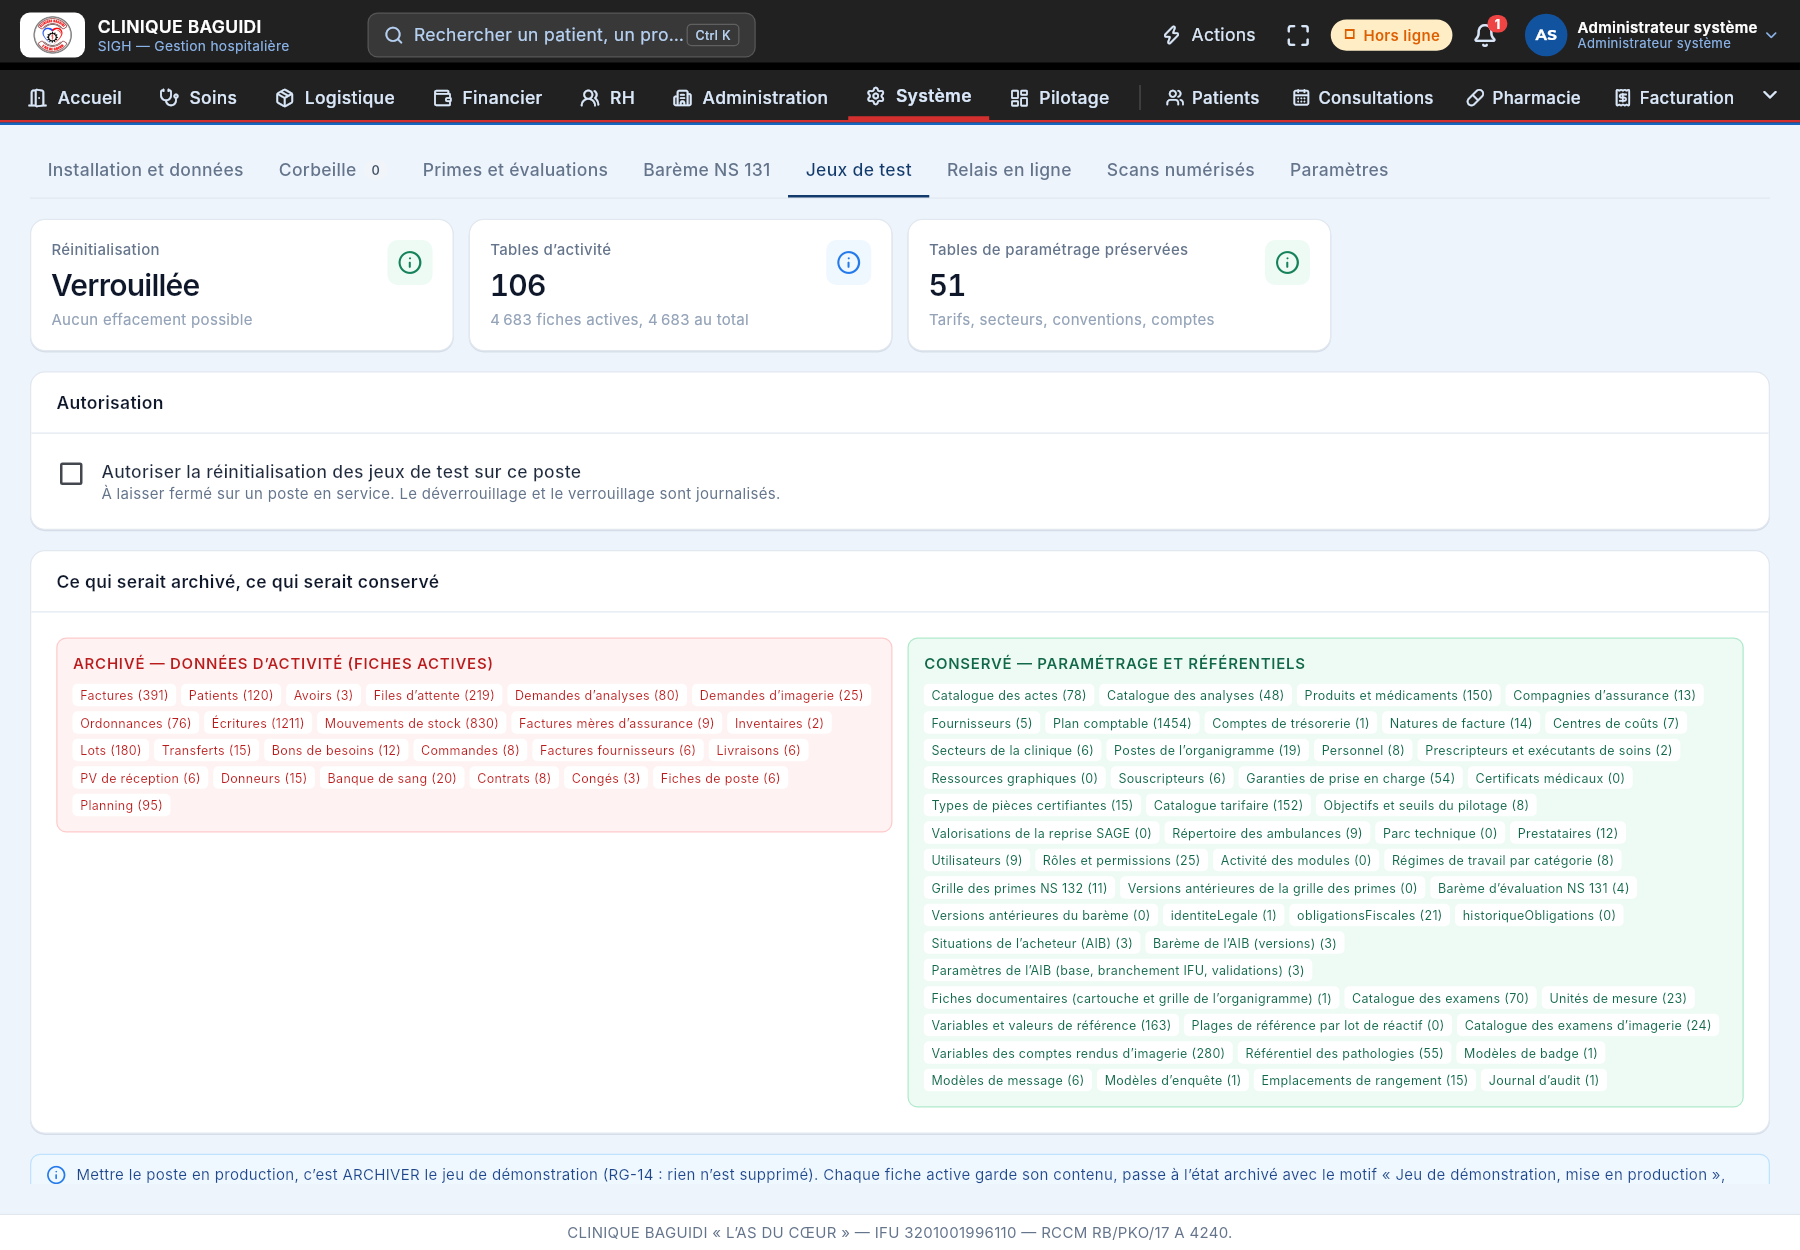 CLINIQUE BAGUIDI
SIGH — Gestion hospitalière
Rechercher un patient, un pro... Ctrl K
Actions
Hors ligne
1
AS
Administrateur système
Administrateur système
Accueil Soins Logistique Financier RH Administration Système Pilotage Patients Consultations Pharmacie Facturation
Installation et données Corbeille 0 Primes et évaluations Barème NS 131 Jeux de test Relais en ligne Scans numérisés Paramètres
Réinitialisation
Verrouillée
Aucun effacement possible
Tables d’activité
106
4 683 fiches actives, 4 683 au total
Tables de paramétrage préservées
51
Tarifs, secteurs, conventions, comptes
Autorisation
Autoriser la réinitialisation des jeux de test sur ce poste
À laisser fermé sur un poste en service. Le déverrouillage et le verrouillage sont journalisés.
Ce qui serait archivé, ce qui serait conservé
ARCHIVÉ — DONNÉES D’ACTIVITÉ (FICHES ACTIVES)
Factures (391) Patients (120) Avoirs (3) Files d’attente (219) Demandes d’analyses (80) Demandes d’imagerie (25)
Ordonnances (76) Écritures (1211) Mouvements de stock (830) Factures mères d’assurance (9) Inventaires (2)
Lots (180) Transferts (15) Bons de besoins (12) Commandes (8) Factures fournisseurs (6) Livraisons (6)
PV de réception (6) Donneurs (15) Banque de sang (20) Contrats (8) Congés (3) Fiches de poste (6)
Planning (95)
CONSERVÉ — PARAMÉTRAGE ET RÉFÉRENTIELS
Catalogue des actes (78) Catalogue des analyses (48) Produits et médicaments (150) Compagnies d’assurance (13)
Fournisseurs (5) Plan comptable (1454) Comptes de trésorerie (1) Natures de facture (14) Centres de coûts (7)
Secteurs de la clinique (6) Postes de l’organigramme (19) Personnel (8) Prescripteurs et exécutants de soins (2)
Ressources graphiques (0) Souscripteurs (6) Garanties de prise en charge (54) Certificats médicaux (0)
Types de pièces certifiantes (15) Catalogue tarifaire (152) Objectifs et seuils du pilotage (8)
Valorisations de la reprise SAGE (0) Répertoire des ambulances (9) Parc technique (0) Prestataires (12)
Utilisateurs (9) Rôles et permissions (25) Activité des modules (0) Régimes de travail par catégorie (8)
Grille des primes NS 132 (11) Versions antérieures de la grille des primes (0) Barème d’évaluation NS 131 (4)
Versions antérieures du barème (0) identiteLegale (1) obligationsFiscales (21) historiqueObligations (0)
Situations de l’acheteur (AIB) (3) Barème de l’AIB (versions) (3)
Paramètres de l’AIB (base, branchement IFU, validations) (3)
Fiches documentaires (cartouche et grille de l’organigramme) (1) Catalogue des examens (70) Unités de mesure (23)
Variables et valeurs de référence (163) Plages de référence par lot de réactif (0) Catalogue des examens d’imagerie (24)
Variables des comptes rendus d’imagerie (280) Référentiel des pathologies (55) Modèles de badge (1)
Modèles de message (6) Modèles d’enquête (1) Emplacements de rangement (15) Journal d’audit (1)
Mettre le poste en production, c’est ARCHIVER le jeu de démonstration (RG-14 : rien n’est supprimé). Chaque fiche active garde son contenu, passe à l’état archivé avec le motif « Jeu de démonstration, mise en production »,
CLINIQUE BAGUIDI « L’AS DU CŒUR » — IFU 3201001996110 — RCCM RB/PKO/17 A 4240.